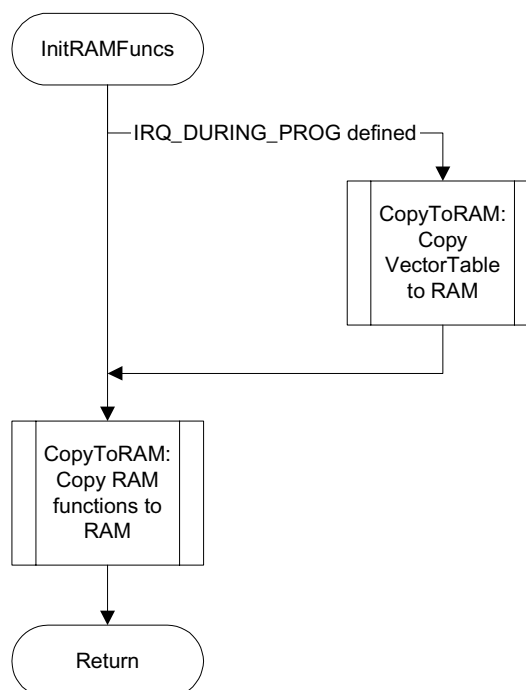 InitRAMFuncs
IRQ_DURING_PROG defined
CopyToRAM:
Copy
VectorTable
to RAM
CopyToRAM:
Copy RAM
functions to
RAM
Return